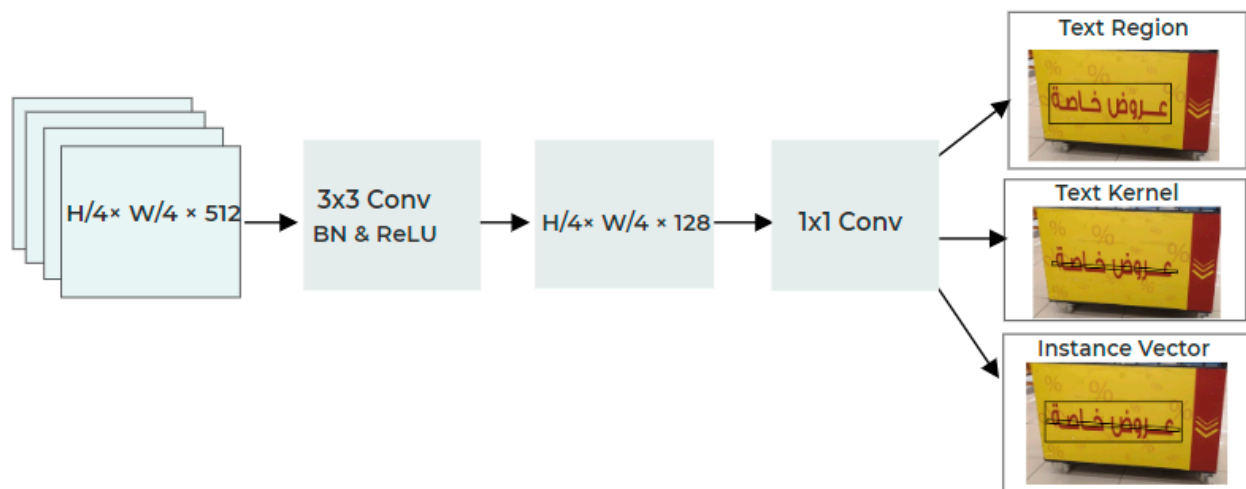 H/4× W/4 × 512
3x3 Conv
BN & ReLU
H/4× W/4 × 128
1x1 Conv
Text Region
%
%
عروض خاصة
Text Kernel
%
%
عروض خاصة
Instance Vector
%
%
%
عروض خاصة